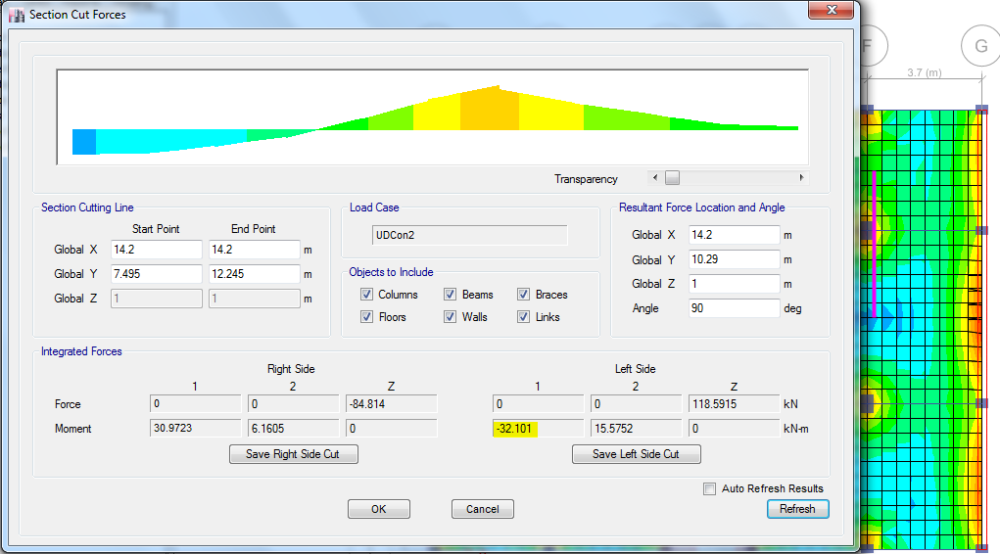 Section Cut Forces
F
G
3.7 (m)
Transparency
Section Cutting Line
Start Point End Point
Global X 14.2 14.2 m
Global Y 7.495 12.245 m
Global Z 1 1 m
Load Case
UDCon2
Objects to Include
Columns Beams Braces
Floors Walls Links
Resultant Force Location and Angle
Global X 14.2 m
Global Y 10.29 m
Global Z 1 m
Angle 90 deg
Integrated Forces
Right Side Left Side
1 2 Z 1 2 Z
Force 0 0 -84.814 0 0 118.5915 kN
Moment 30.9723 6.1605 0 -32.101 15.5752 0 kN-m
Save Right Side Cut Save Left Side Cut
Auto Refresh Results
OK Cancel Refresh